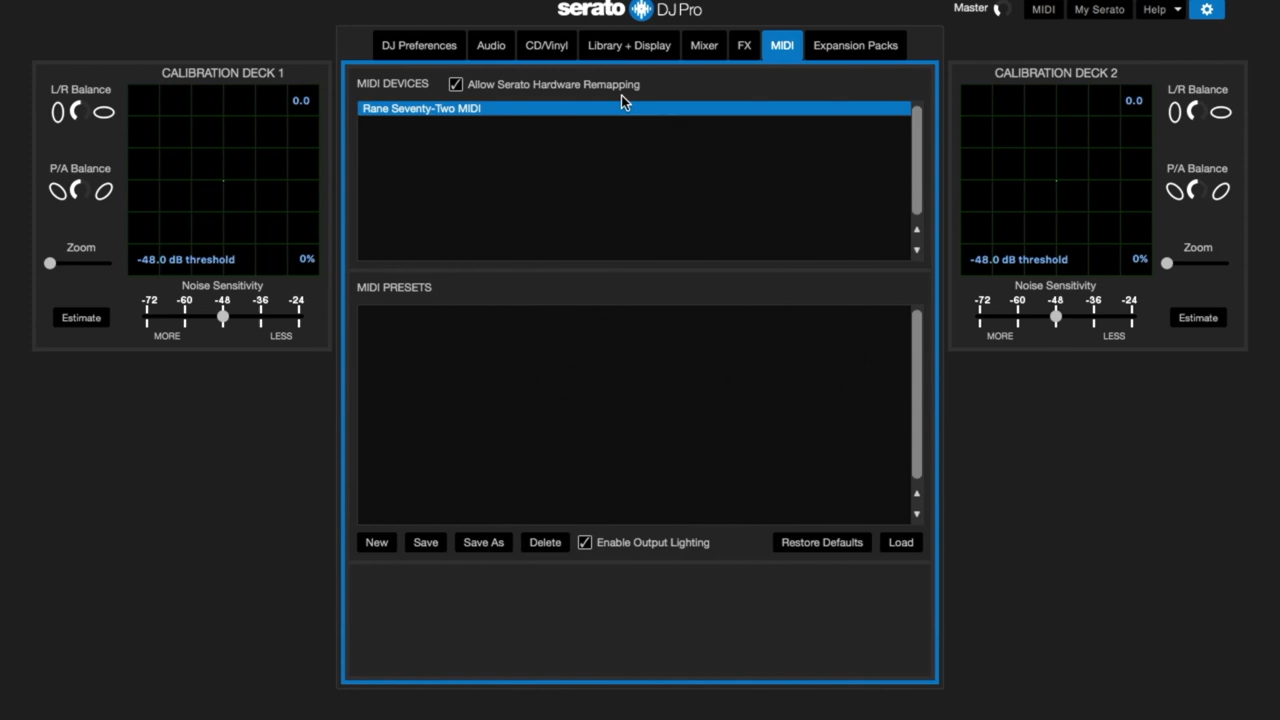 serato DJ Pro
Master MIDI My Serato Help
DJ Preferences Audio CD/Vinyl Library + Display Mixer FX MIDI Expansion Packs
CALIBRATION DECK 1
L/R Balance
0.0
P/A Balance
Zoom
-48.0 dB threshold 0%
Noise Sensitivity
-72 -60 -48 -36 -24
Estimate
MORE LESS
MIDI DEVICES Allow Serato Hardware Remapping
Rane Seventy-Two MIDI
MIDI PRESETS
New Save Save As Delete Enable Output Lighting Restore Defaults Load
CALIBRATION DECK 2
0.0
L/R Balance
P/A Balance
Zoom
-48.0 dB threshold 0%
Noise Sensitivity
-72 -60 -48 -36 -24
Estimate
MORE LESS